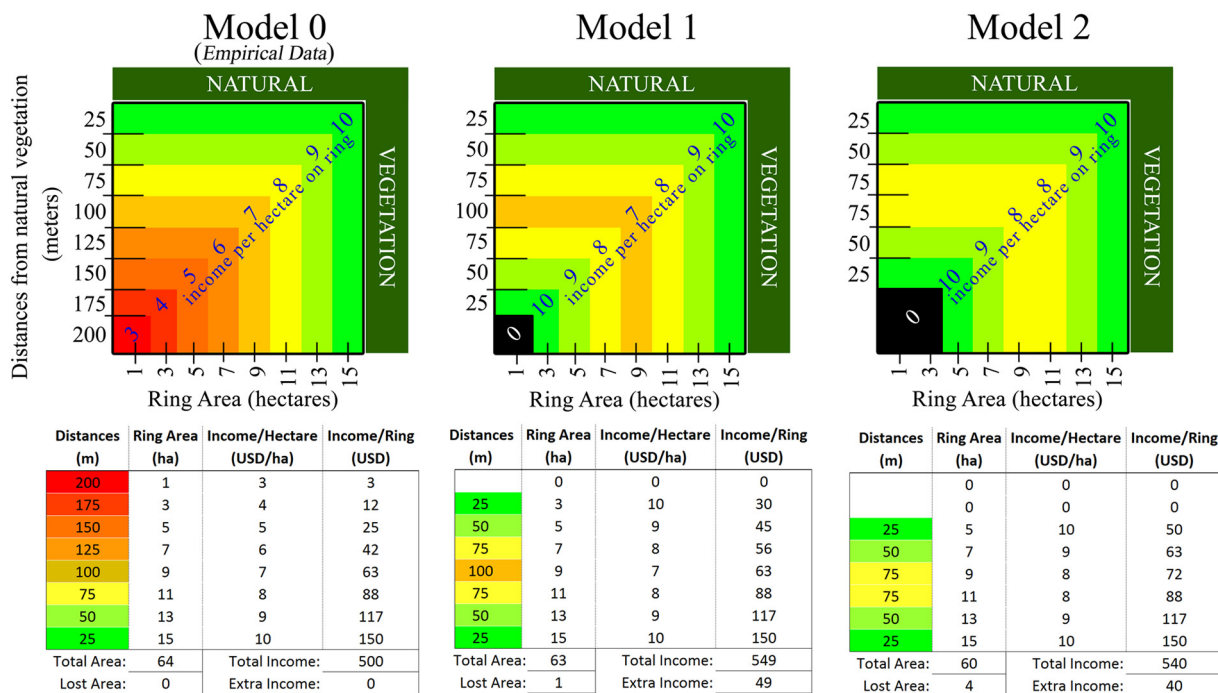 Model 0
(Empirical Data)
Model 1
Model 2
Distances from natural vegetation
(meters)
NATURAL
VEGETATION
25
50
75
100
125
150
175
200
10
9
8
7
6
5
4
3
income per hectare on ring
1 3 5 7 9 11 13 15
Ring Area (hectares)
NATURAL
VEGETATION
25
50
75
100
75
50
25
10
9
8
7
8
9
10
0
income per hectare on ring
1 3 5 7 9 11 13 15
Ring Area (hectares)
NATURAL
VEGETATION
25
50
75
75
50
25
10
9
8
8
9
10
0
income per hectare on ring
1 3 5 7 9 11 13 15
Ring Area (hectares)
Distances Ring Area Income/Hectare Income/Ring
(m) (ha) (USD/ha) (USD)
200 1 3 3
175 3 4 12
150 5 5 25
125 7 6 42
100 9 7 63
75 11 8 88
50 13 9 117
25 15 10 150
Total Area: 64 Total Income: 500
Lost Area: 0 Extra Income: 0
Distances Ring Area Income/Hectare Income/Ring
(m) (ha) (USD/ha) (USD)
0 0 0
25 3 10 30
50 5 9 45
75 7 8 56
100 9 7 63
75 11 8 88
50 13 9 117
25 15 10 150
Total Area: 63 Total Income: 549
Lost Area: 1 Extra Income: 49
Distances Ring Area Income/Hectare Income/Ring
(m) (ha) (USD/ha) (USD)
0 0 0
0 0 0
25 5 10 50
50 7 9 63
75 9 8 72
75 11 8 88
50 13 9 117
25 15 10 150
Total Area: 60 Total Income: 540
Lost Area: 4 Extra Income: 40